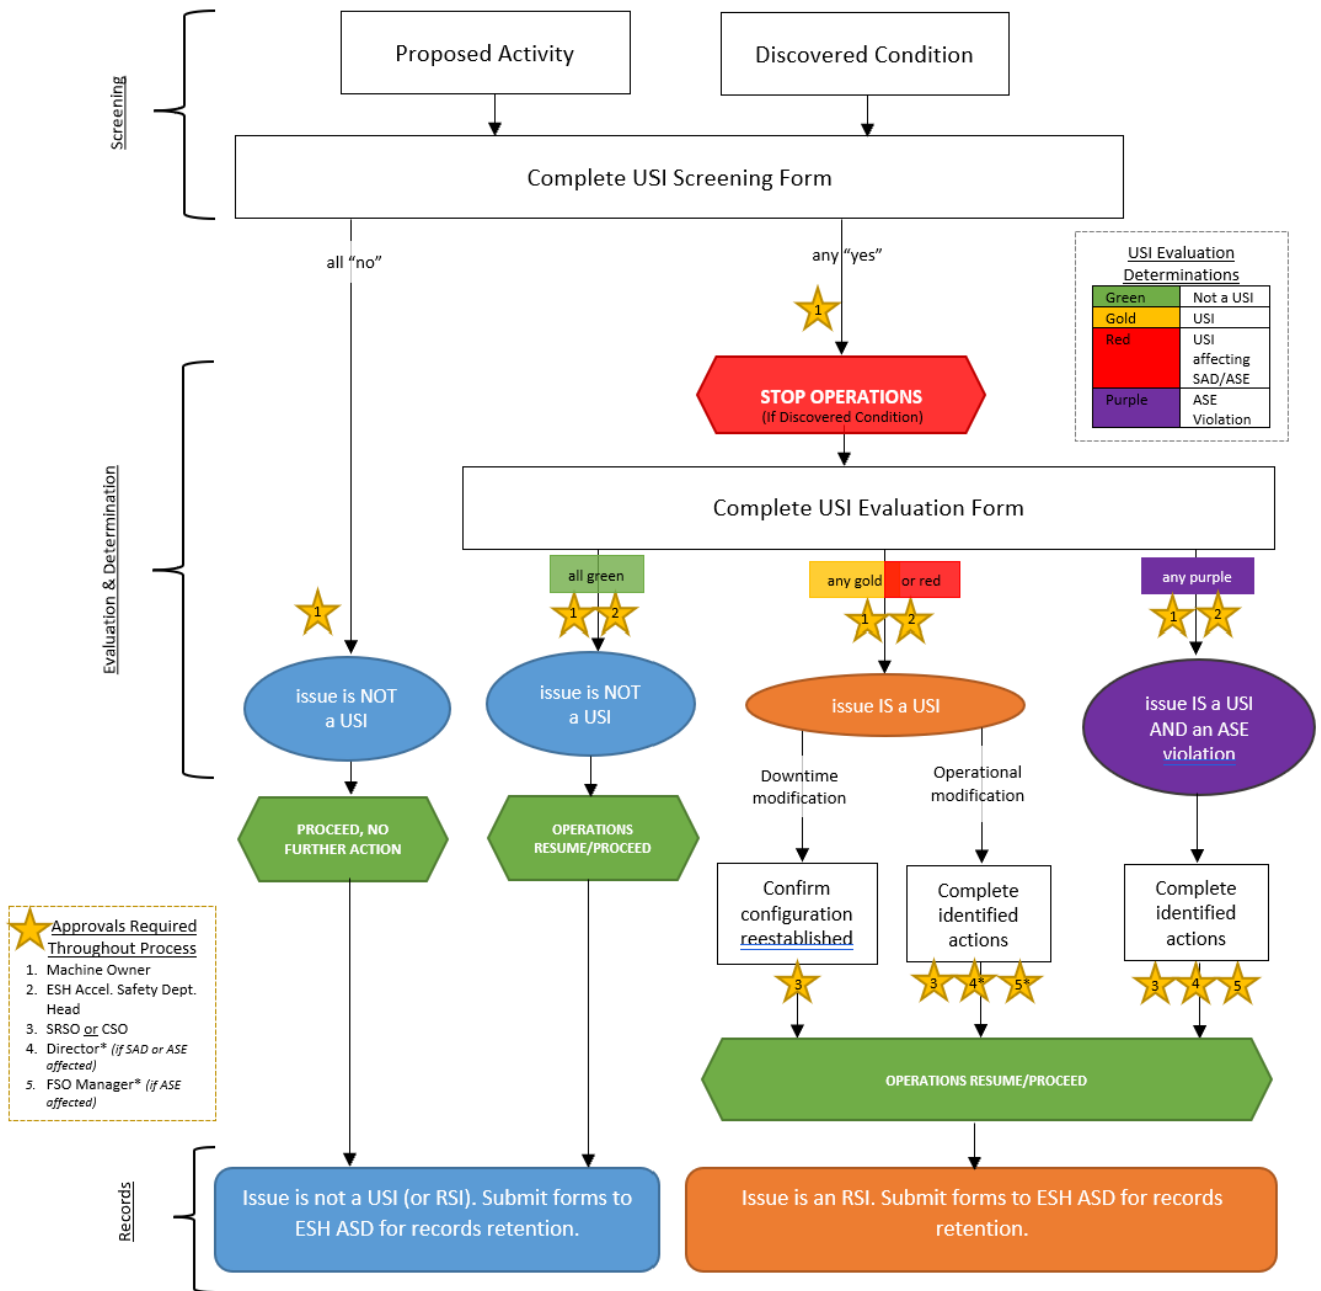 Proposed Activity
Discovered Condition
Screening
Complete USI Screening Form
all “no”
any “yes”
1
USI Evaluation
Determinations
Green
Not a USI
Gold
USI
Red
USI
affecting
SAD/ASE
Purple
ASE
Violation
STOP OPERATIONS
(If Discovered Condition)
Evaluation & Determination
Complete USI Evaluation Form
all green
any gold
or red
any purple
1
1
2
1
2
1
2
issue is NOT
a USI
issue is NOT
a USI
issue IS a USI
issue IS a USI
AND an ASE
violation
Downtime
modification
Operational
modification
PROCEED, NO
FURTHER ACTION
OPERATIONS
RESUME/PROCEED
Confirm
configuration
reestablished
Complete
identified
actions
Complete
identified
actions
3
3
4*
5*
3
4
5
Approvals Required
Throughout Process
1. Machine Owner
2. ESH Accel. Safety Dept.
Head
3. SRSO or CSO
4. Director* (if SAD or ASE
affected)
5. FSO Manager* (if ASE
affected)
OPERATIONS RESUME/PROCEED
Records
Issue is not a USI (or RSI). Submit forms to
ESH ASD for records retention.
Issue is an RSI. Submit forms to ESH ASD for records
retention.